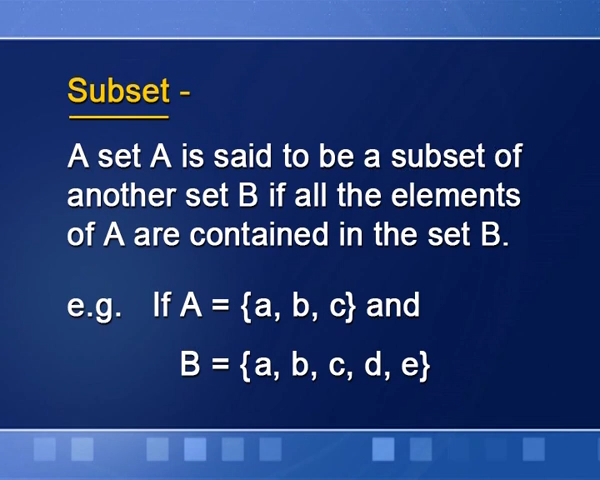 Subset -
A set A is said to be a subset of
another set B if all the elements
of A are contained in the set B.
e.g. If A = {a, b, c} and
B = {a, b, c, d, e}